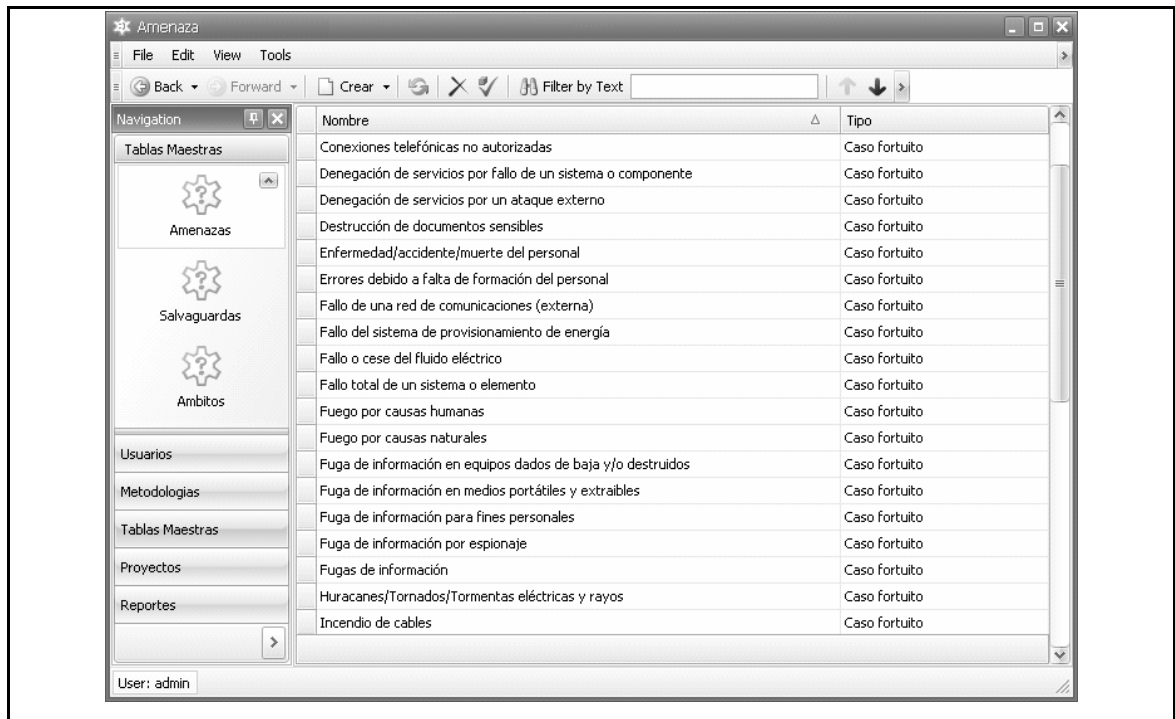 Amenaza
File Edit View Tools
Back Forward Crear Filter by Text
Navigation
Tablas Maestras
Amenazas
Salvaguardas
Ambitos
Usuarios
Metodologias
Tablas Maestras
Proyectos
Reportes
Nombre Tipo
Conexiones telefónicas no autorizadas Caso fortuito
Denegación de servicios por fallo de un sistema o componente Caso fortuito
Denegación de servicios por un ataque externo Caso fortuito
Destrucción de documentos sensibles Caso fortuito
Enfermedad/accidente/muerte del personal Caso fortuito
Errores debido a falta de formación del personal Caso fortuito
Fallo de una red de comunicaciones (externa) Caso fortuito
Fallo del sistema de provisionamiento de energía Caso fortuito
Fallo o cese del fluido eléctrico Caso fortuito
Fallo total de un sistema o elemento Caso fortuito
Fuego por causas humanas Caso fortuito
Fuego por causas naturales Caso fortuito
Fuga de información en equipos dados de baja y/o destruidos Caso fortuito
Fuga de información en medios portátiles y extraibles Caso fortuito
Fuga de información para fines personales Caso fortuito
Fuga de información por espionaje Caso fortuito
Fugas de información Caso fortuito
Huracanes/Tornados/Tormentas eléctricas y rayos Caso fortuito
Incendio de cables Caso fortuito
User: admin